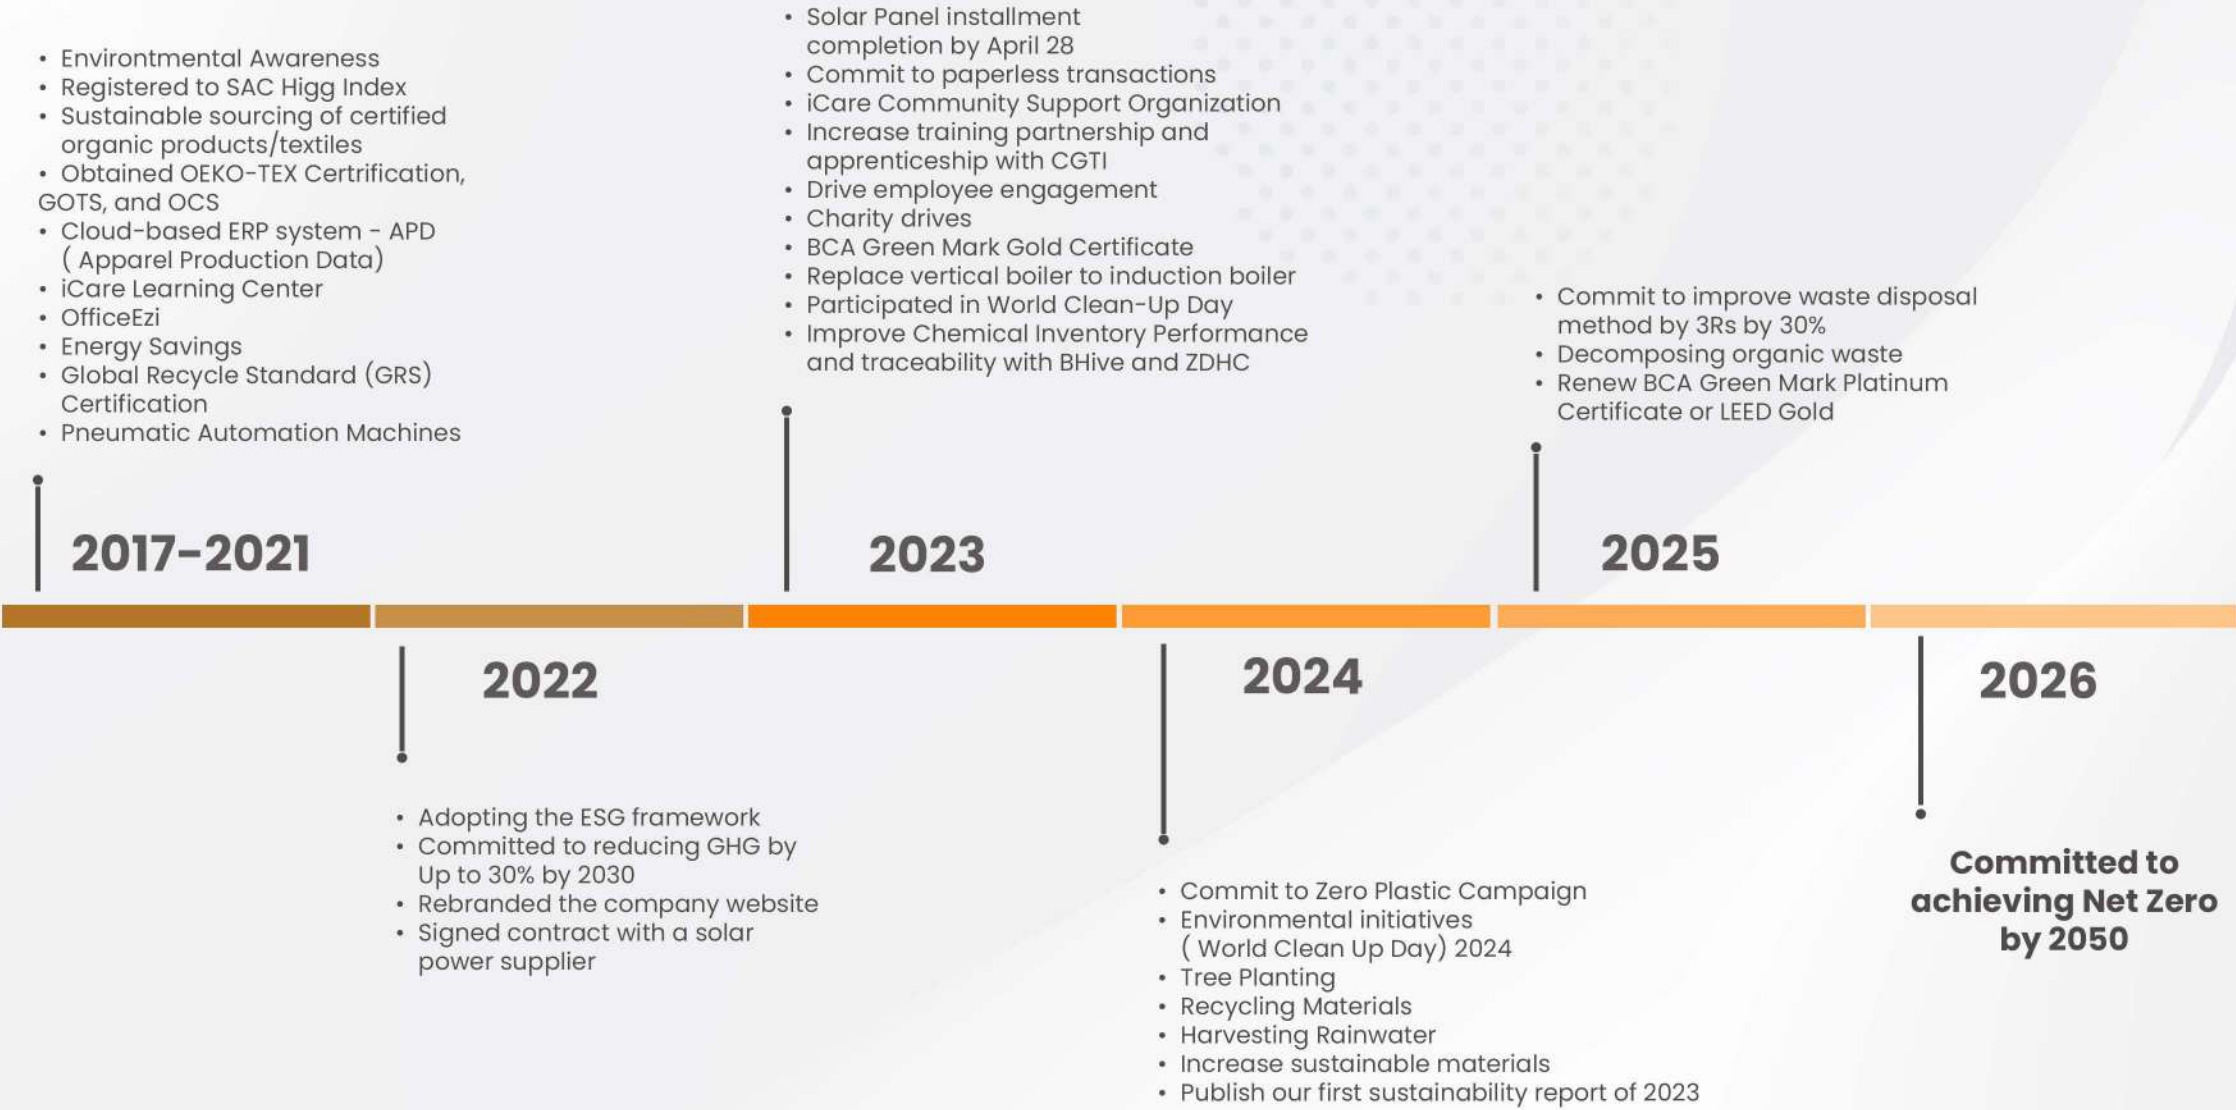 • Environtmental Awareness
• Registered to SAC Higg Index
• Sustainable sourcing of certified
organic products/textiles
• Obtained OEKO-TEX Certrification,
GOTS, and OCS
• Cloud-based ERP system - APD
( Apparel Production Data)
• iCare Learning Center
• OfficeEzi
• Energy Savings
• Global Recycle Standard (GRS)
Certification
• Pneumatic Automation Machines
2017-2021
2022
• Adopting the ESG framework
• Committed to reducing GHG by
Up to 30% by 2030
• Rebranded the company website
• Signed contract with a solar
power supplier
• Solar Panel installment
completion by April 28
• Commit to paperless transactions
• iCare Community Support Organization
• Increase training partnership and
apprenticeship with CGTI
• Drive employee engagement
• Charity drives
• BCA Green Mark Gold Certificate
• Replace vertical boiler to induction boiler
• Participated in World Clean-Up Day
• Improve Chemical Inventory Performance
and traceability with BHive and ZDHC
2023
2024
• Commit to Zero Plastic Campaign
• Environmental initiatives
( World Clean Up Day) 2024
• Tree Planting
• Recycling Materials
• Harvesting Rainwater
• Increase sustainable materials
• Publish our first sustainability report of 2023
• Commit to improve waste disposal
method by 3Rs by 30%
• Decomposing organic waste
• Renew BCA Green Mark Platinum
Certificate or LEED Gold
2025
2026
Committed to
achieving Net Zero
by 2050